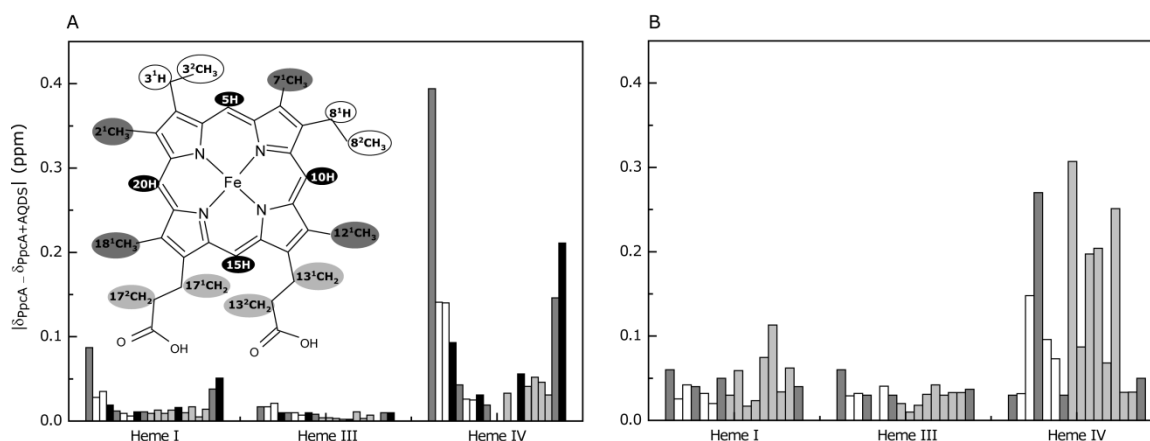 A
B
|δPpcA – δPpcA+AQDS| (ppm)
0.4
0.3
0.2
0.1
0.0
3¹H
3²CH₃
5H
7¹CH₃
8¹H
8²CH₃
2¹CH₃
N
N
20H
Fe
10H
N
N
18¹CH₃
12¹CH₃
15H
17²CH₂
17¹CH₂
13²CH₂
13¹CH₂
O
OH
O
OH
Heme I
Heme III
Heme IV
0.4
0.3
0.2
0.1
0.0
Heme I
Heme III
Heme IV